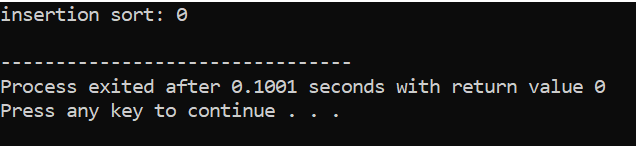 insertion sort: 0
--------------------------------
Process exited after 0.1001 seconds with return value 0
Press any key to continue . . .